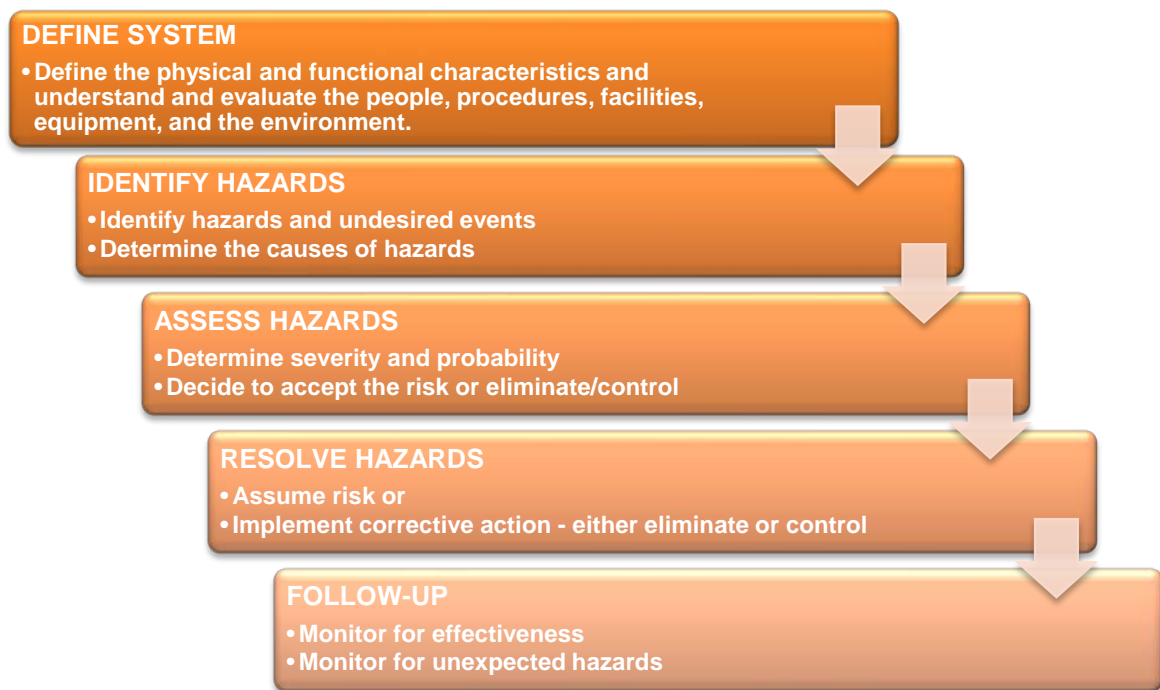 DEFINE SYSTEM
• Define the physical and functional characteristics and
understand and evaluate the people, procedures, facilities,
equipment, and the environment.
IDENTIFY HAZARDS
• Identify hazards and undesired events
• Determine the causes of hazards
ASSESS HAZARDS
• Determine severity and probability
• Decide to accept the risk or eliminate/control
RESOLVE HAZARDS
• Assume risk or
• Implement corrective action - either eliminate or control
FOLLOW-UP
• Monitor for effectiveness
• Monitor for unexpected hazards